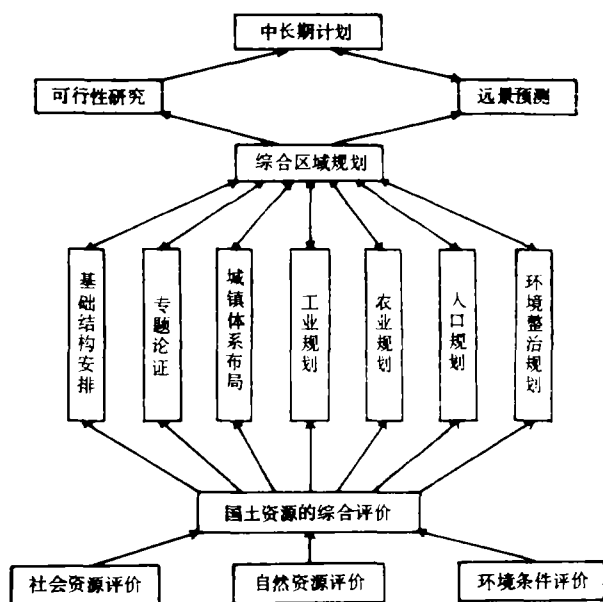 中长期计划
可行性研究
远景预测
综合区域规划
基础结构安排
专题论证
城镇体系布局
工业规划
农业规划
人口规划
环境整治规划
国土资源的综合评价
社会资源评价
自然资源评价
环境条件评价